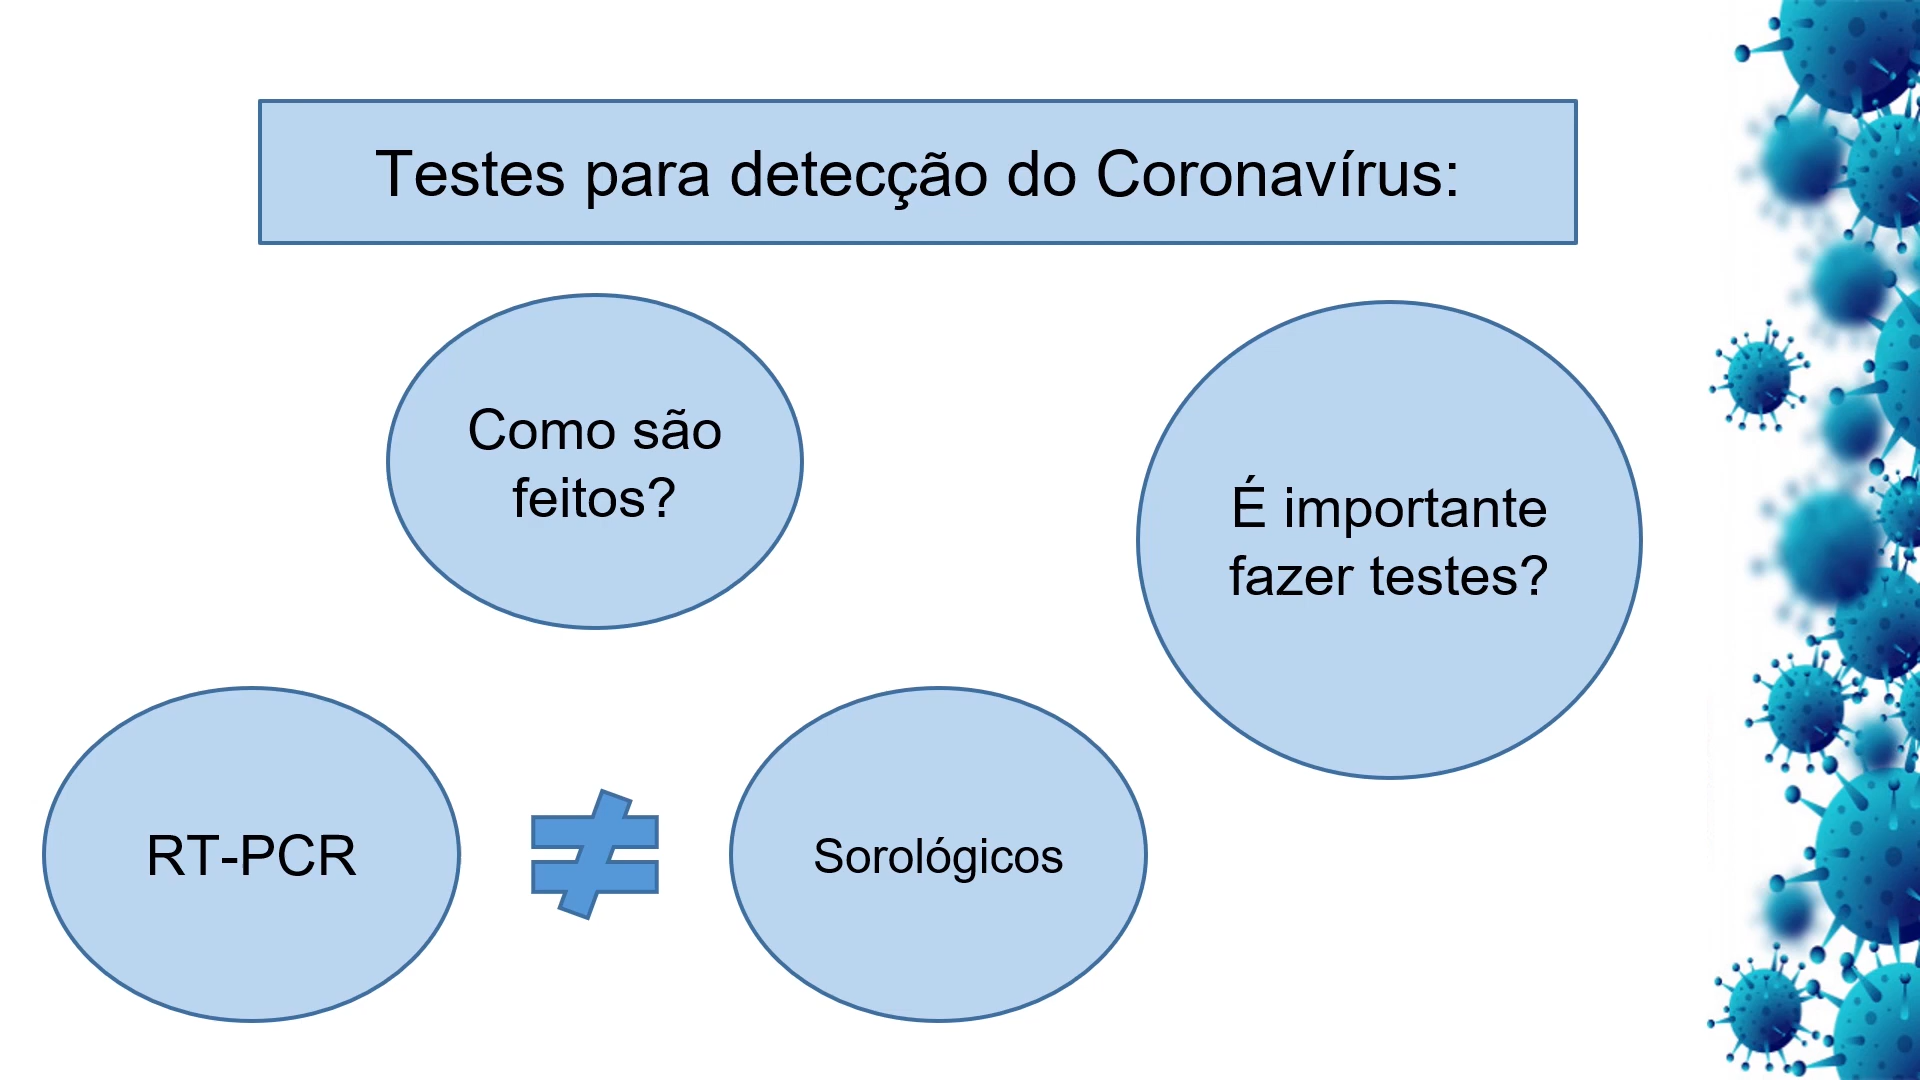 Testes para detecção do Coronavírus:
Como são
feitos?
É importante
fazer testes?
RT-PCR
≠
Sorológicos